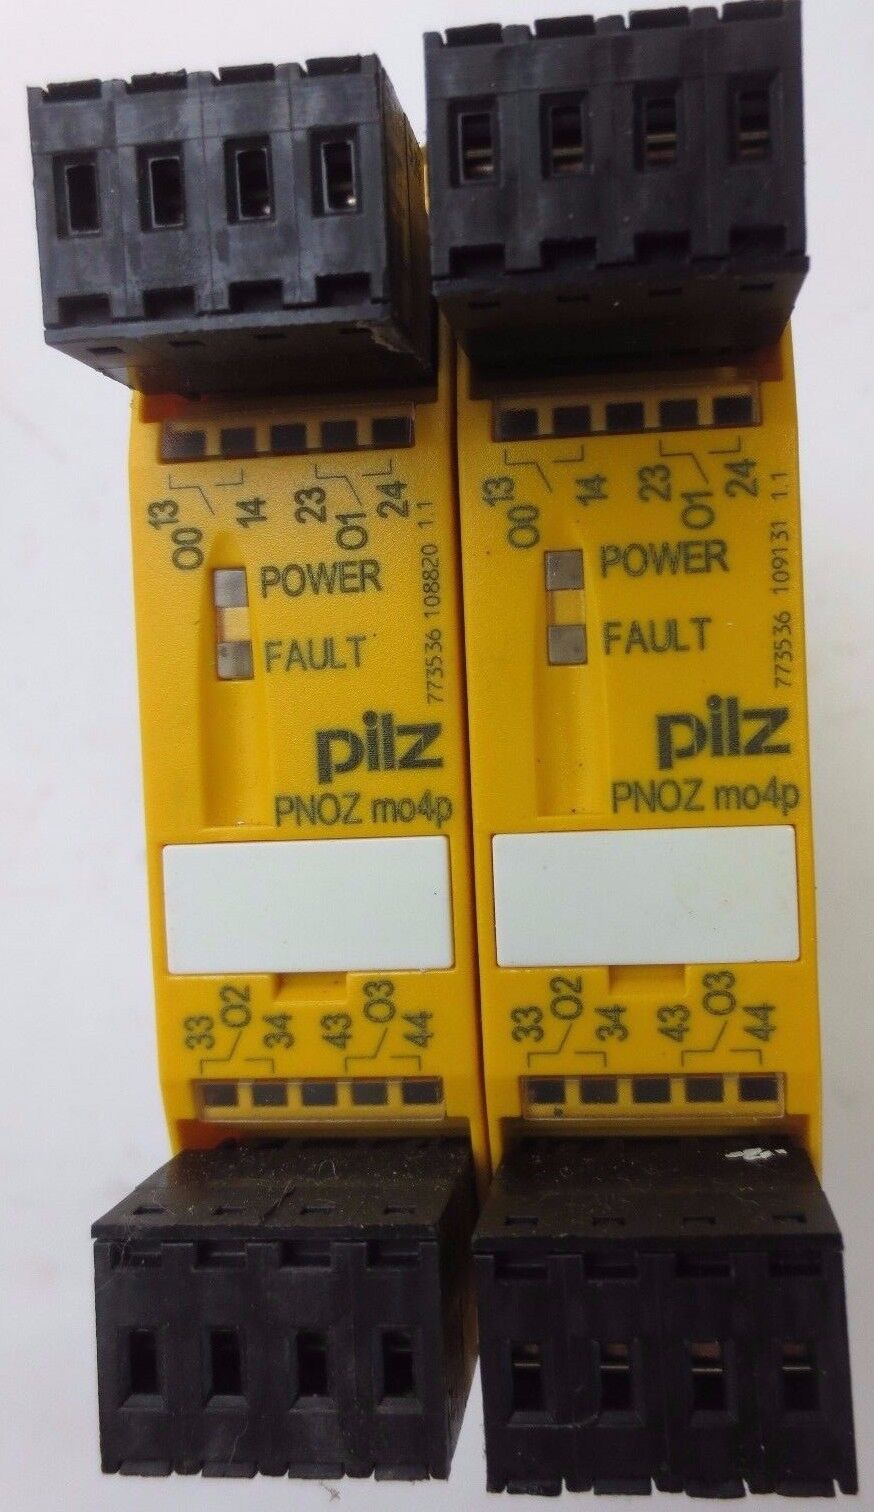 13 14 23 24
O0 O1
POWER
FAULT
773536 108820 1.1
pilz
PNOZ mo4p
33 O2 34 43 O3 44
13 14 23 24
O0 O1
POWER
FAULT
773536 109131 1.1
pilz
PNOZ mo4p
33 O2 34 43 O3 44